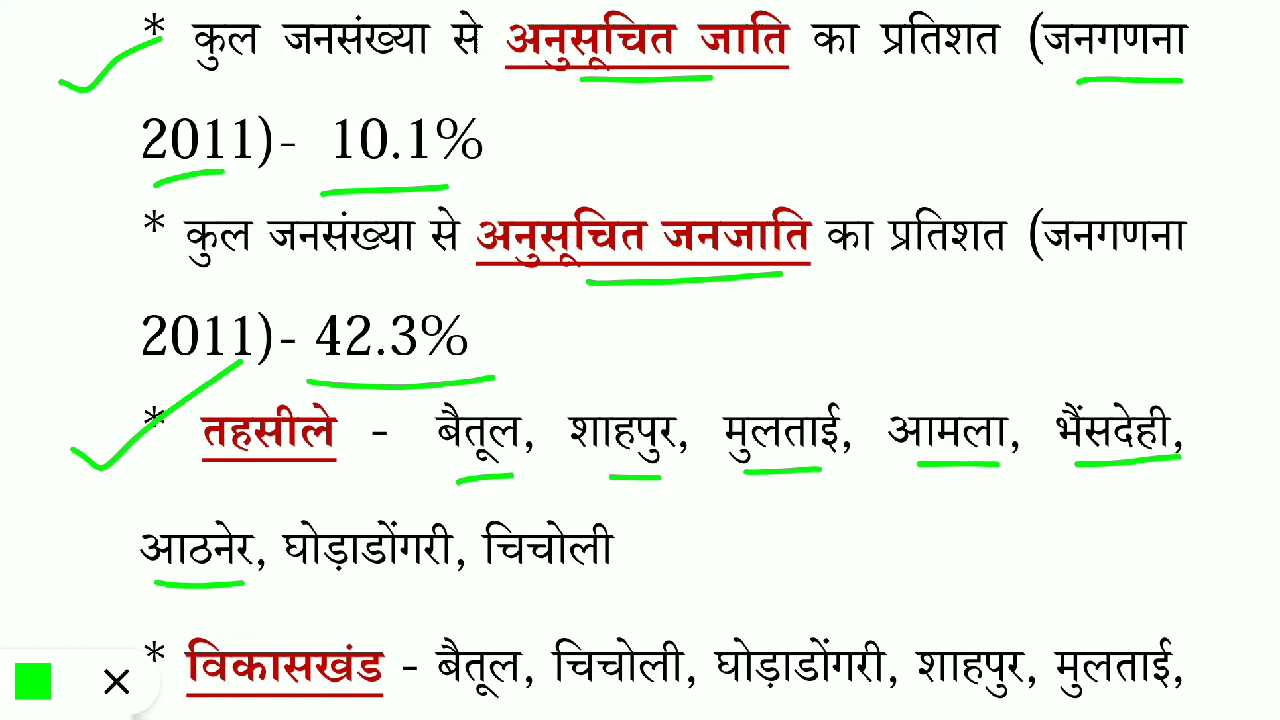 * कुल जनसंख्या से अनुसूचित जाति का प्रतिशत (जनगणना
2011)- 10.1%
* कुल जनसंख्या से अनुसूचित जनजाति का प्रतिशत (जनगणना
2011)- 42.3%
* तहसीले - बैतूल, शाहपुर, मुलताई, आमला, भैंसदेही,
आठनेर, घोड़ाडोंगरी, चिचोली
* विकासखंड - बैतूल, चिचोली, घोड़ाडोंगरी, शाहपुर, मुलताई,